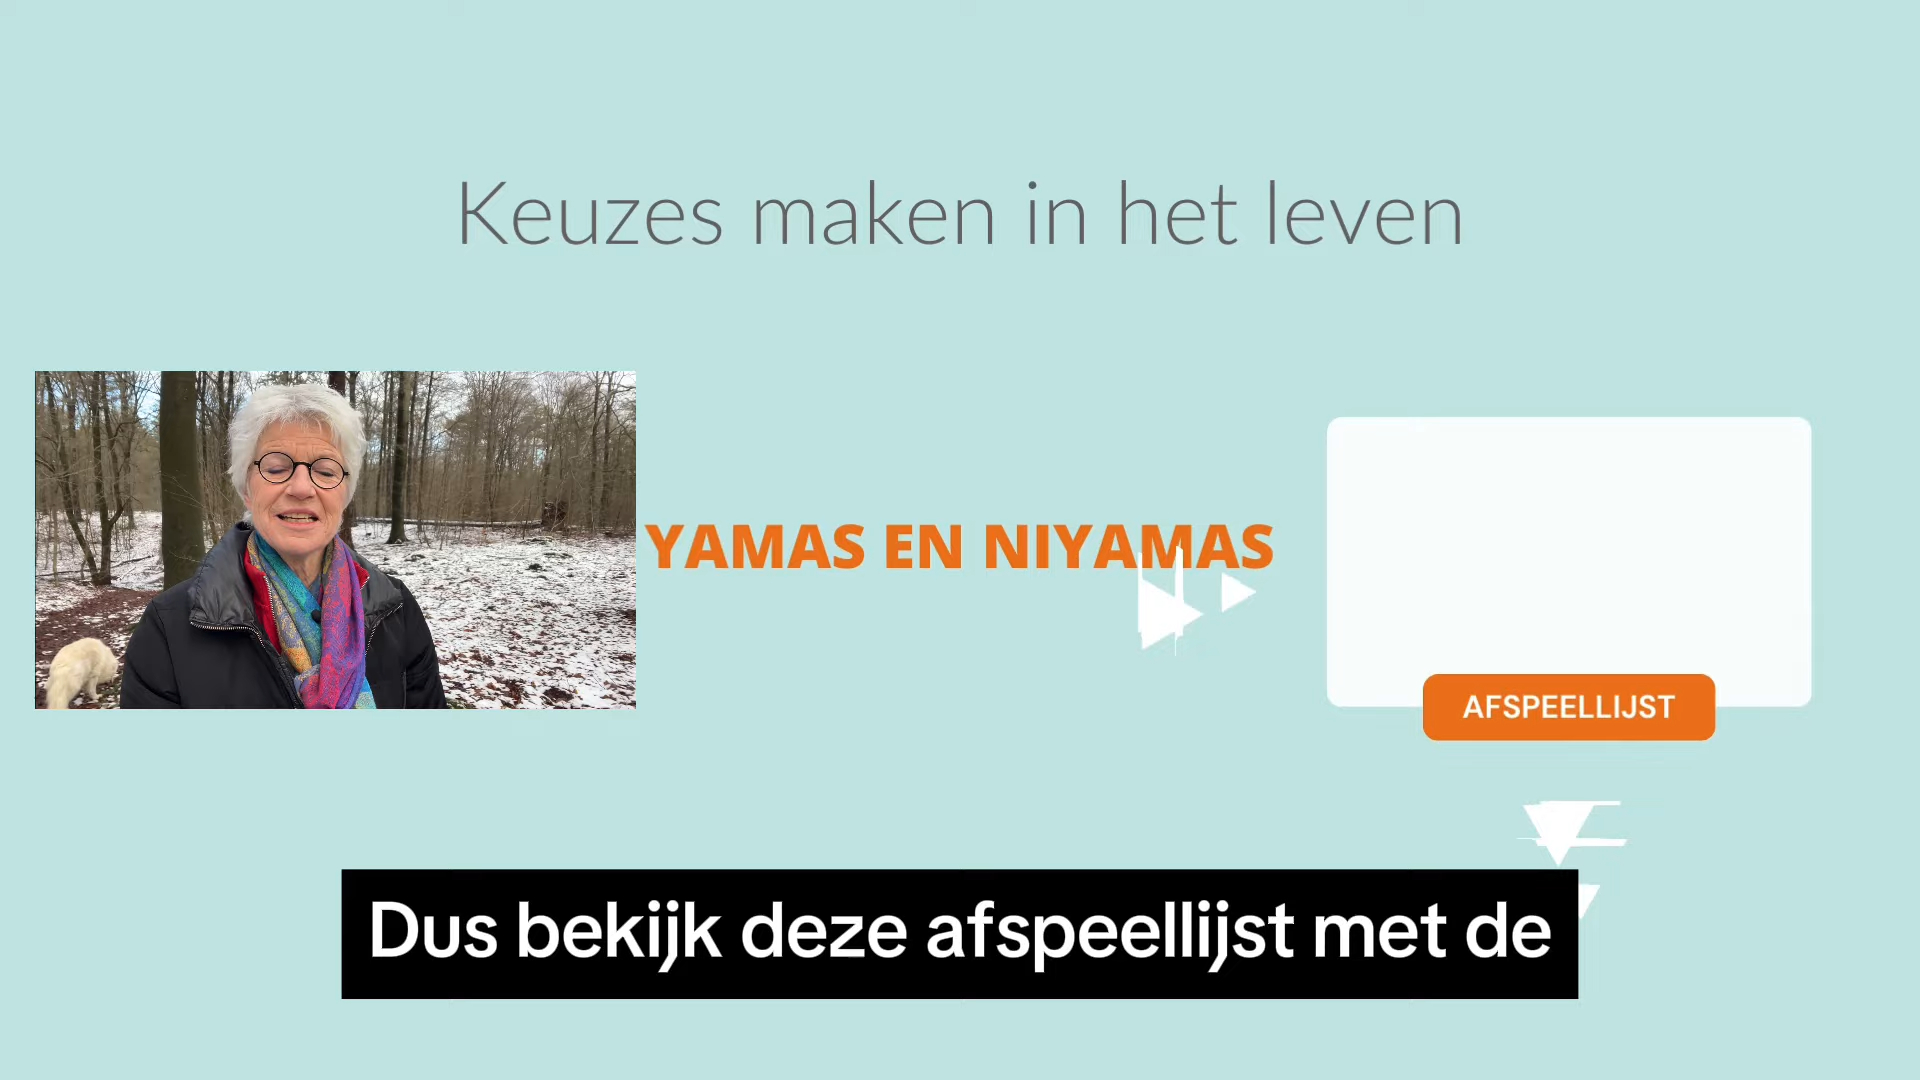 Keuzes maken in het leven
YAMAS EN NIYAMAS
AFSPEELLIJST
Dus bekijk deze afspeellijst met de